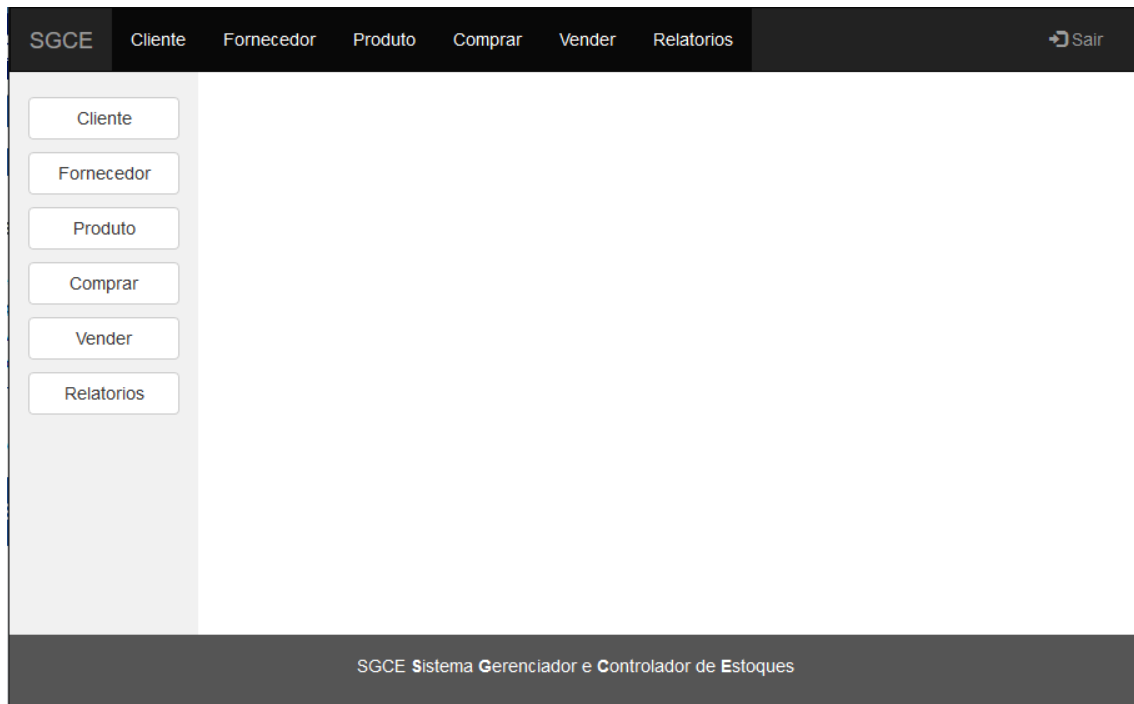 SGCE Cliente Fornecedor Produto Comprar Vender Relatorios Sair
Cliente
Fornecedor
Produto
Comprar
Vender
Relatorios
SGCE Sistema Gerenciador e Controlador de Estoques